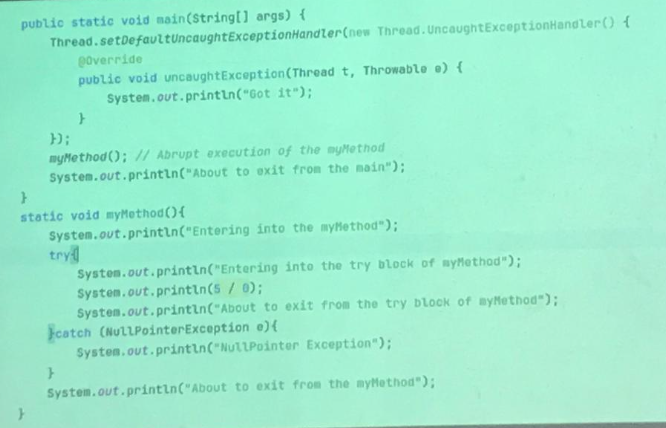 public static void main(String[] args) {
Thread.setDefaultUncaughtExceptionHandler(new Thread.UncaughtExceptionHandler() {
@Override
public void uncaughtException(Thread t, Throwable e) {
System.out.println("Got it");
}
});
myMethod(); // Abrupt execution of the myMethod
System.out.println("About to exit from the main");
}
static void myMethod(){
System.out.println("Entering into the myMethod");
try{
System.out.println("Entering into the try block of myMethod");
System.out.println(5 / 0);
System.out.println("About to exit from the try block of myMethod");
}catch (NullPointerException e){
System.out.println("NullPointer Exception");
}
System.out.println("About to exit from the myMethod");
}